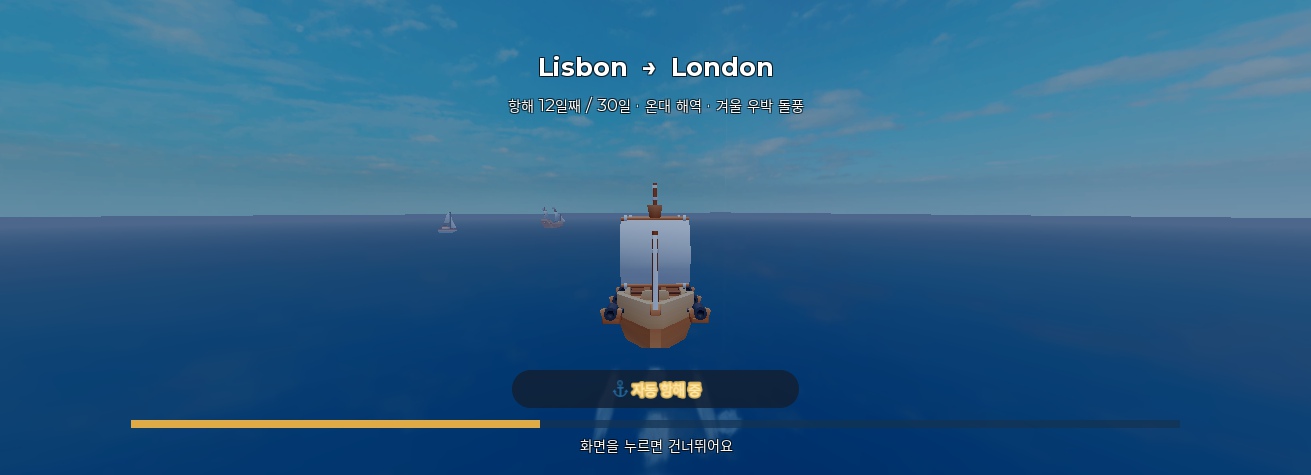 Lisbon → London
항해 12일째 / 30일 · 온대 해역 · 겨울 우박 돌풍
⚓ 자동 항해 중
화면을 누르면 건너뛰어요